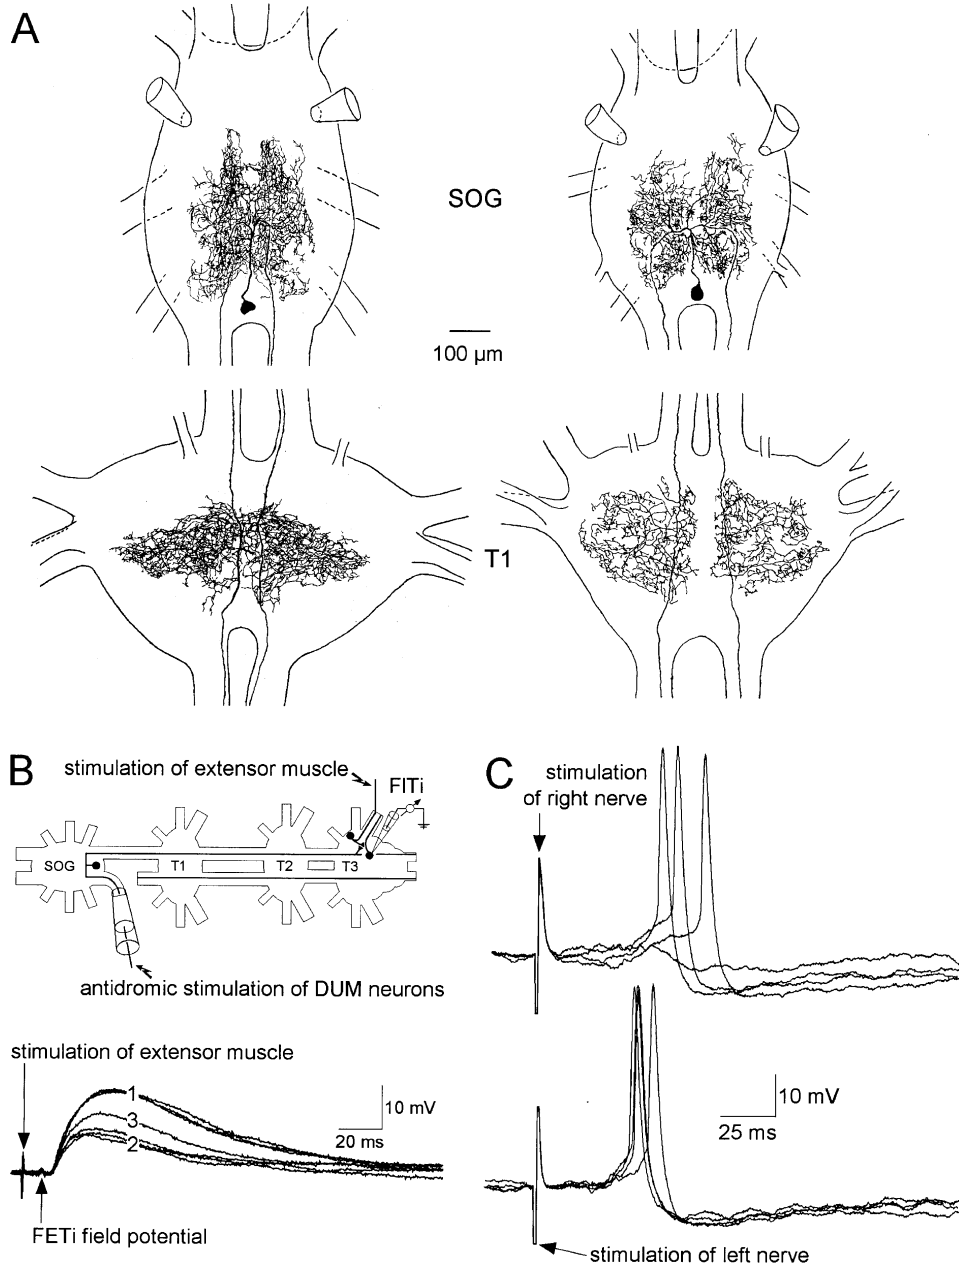 A
SOG
100 µm
T1
B
stimulation of extensor muscle
FITi
SOG
T1
T2
T3
antidromic stimulation of DUM neurons
stimulation of extensor muscle
1
3
2
10 mV
20 ms
FETi field potential
C
stimulation
of right nerve
10 mV
25 ms
stimulation of left nerve